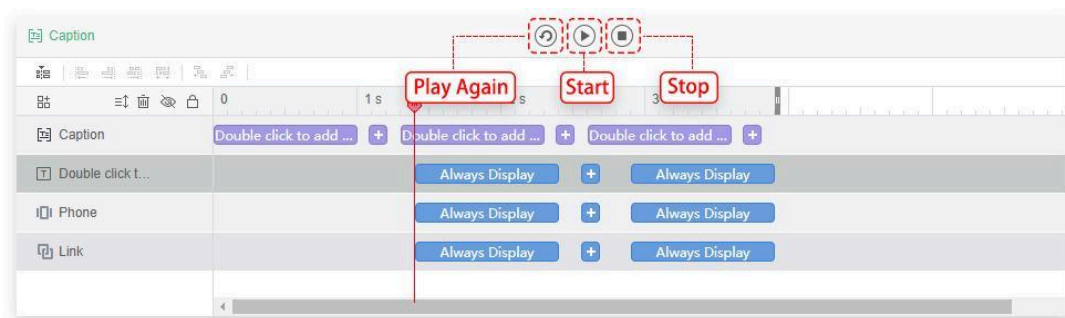 Caption
Play Again
Start
Stop
0
1 s
s
3
Caption
Double click to add ...
Double click to add ...
Double click to add ...
Double click t...
Always Display
Always Display
Phone
Always Display
Always Display
Link
Always Display
Always Display